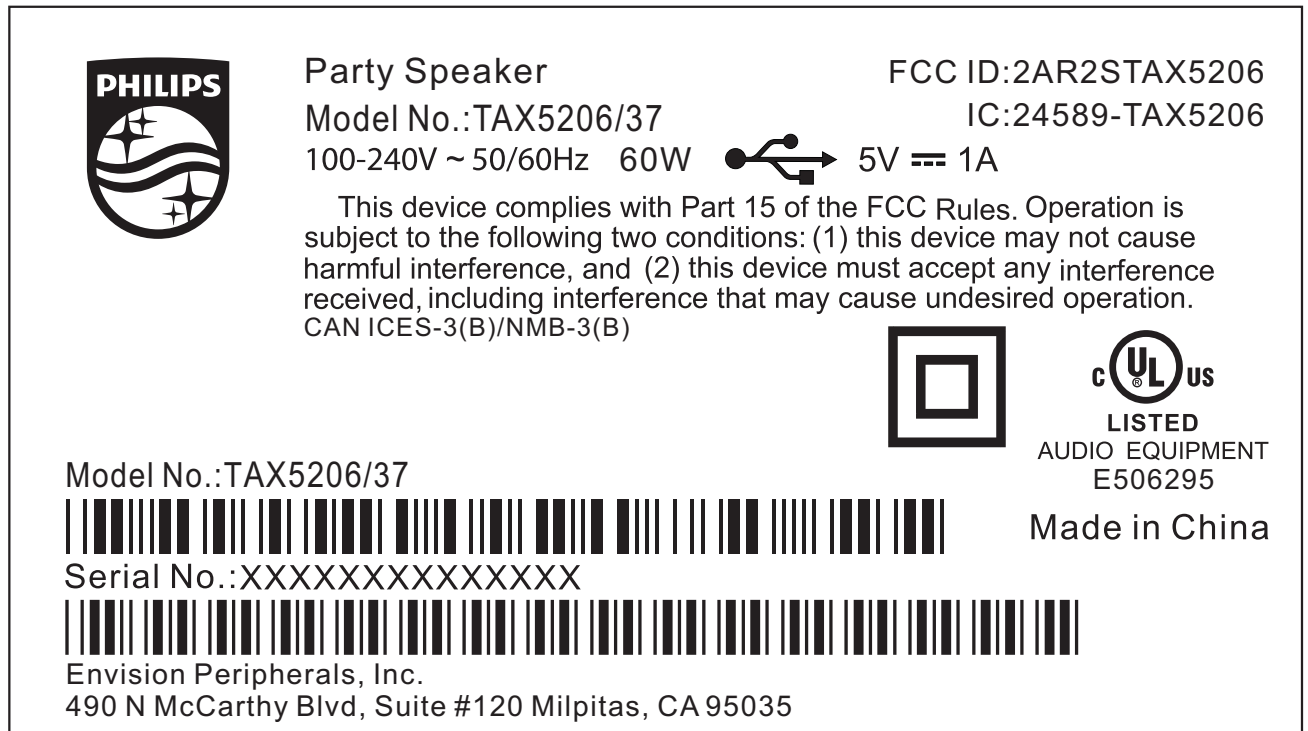 PHILIPS
Party Speaker
Model No.:TAX5206/37
100-240V ~ 50/60Hz 60W 5V ⎓ 1A
FCC ID:2AR2STAX5206
IC:24589-TAX5206
This device complies with Part 15 of the FCC Rules. Operation is
subject to the following two conditions: (1) this device may not cause
harmful interference, and (2) this device must accept any interference
received, including interference that may cause undesired operation.
CAN ICES-3(B)/NMB-3(B)
C UL ® US
LISTED
AUDIO EQUIPMENT
E506295
Made in China
Model No.:TAX5206/37
Serial No.:XXXXXXXXXXXXXX
Envision Peripherals, Inc.
490 N McCarthy Blvd, Suite #120 Milpitas, CA 95035